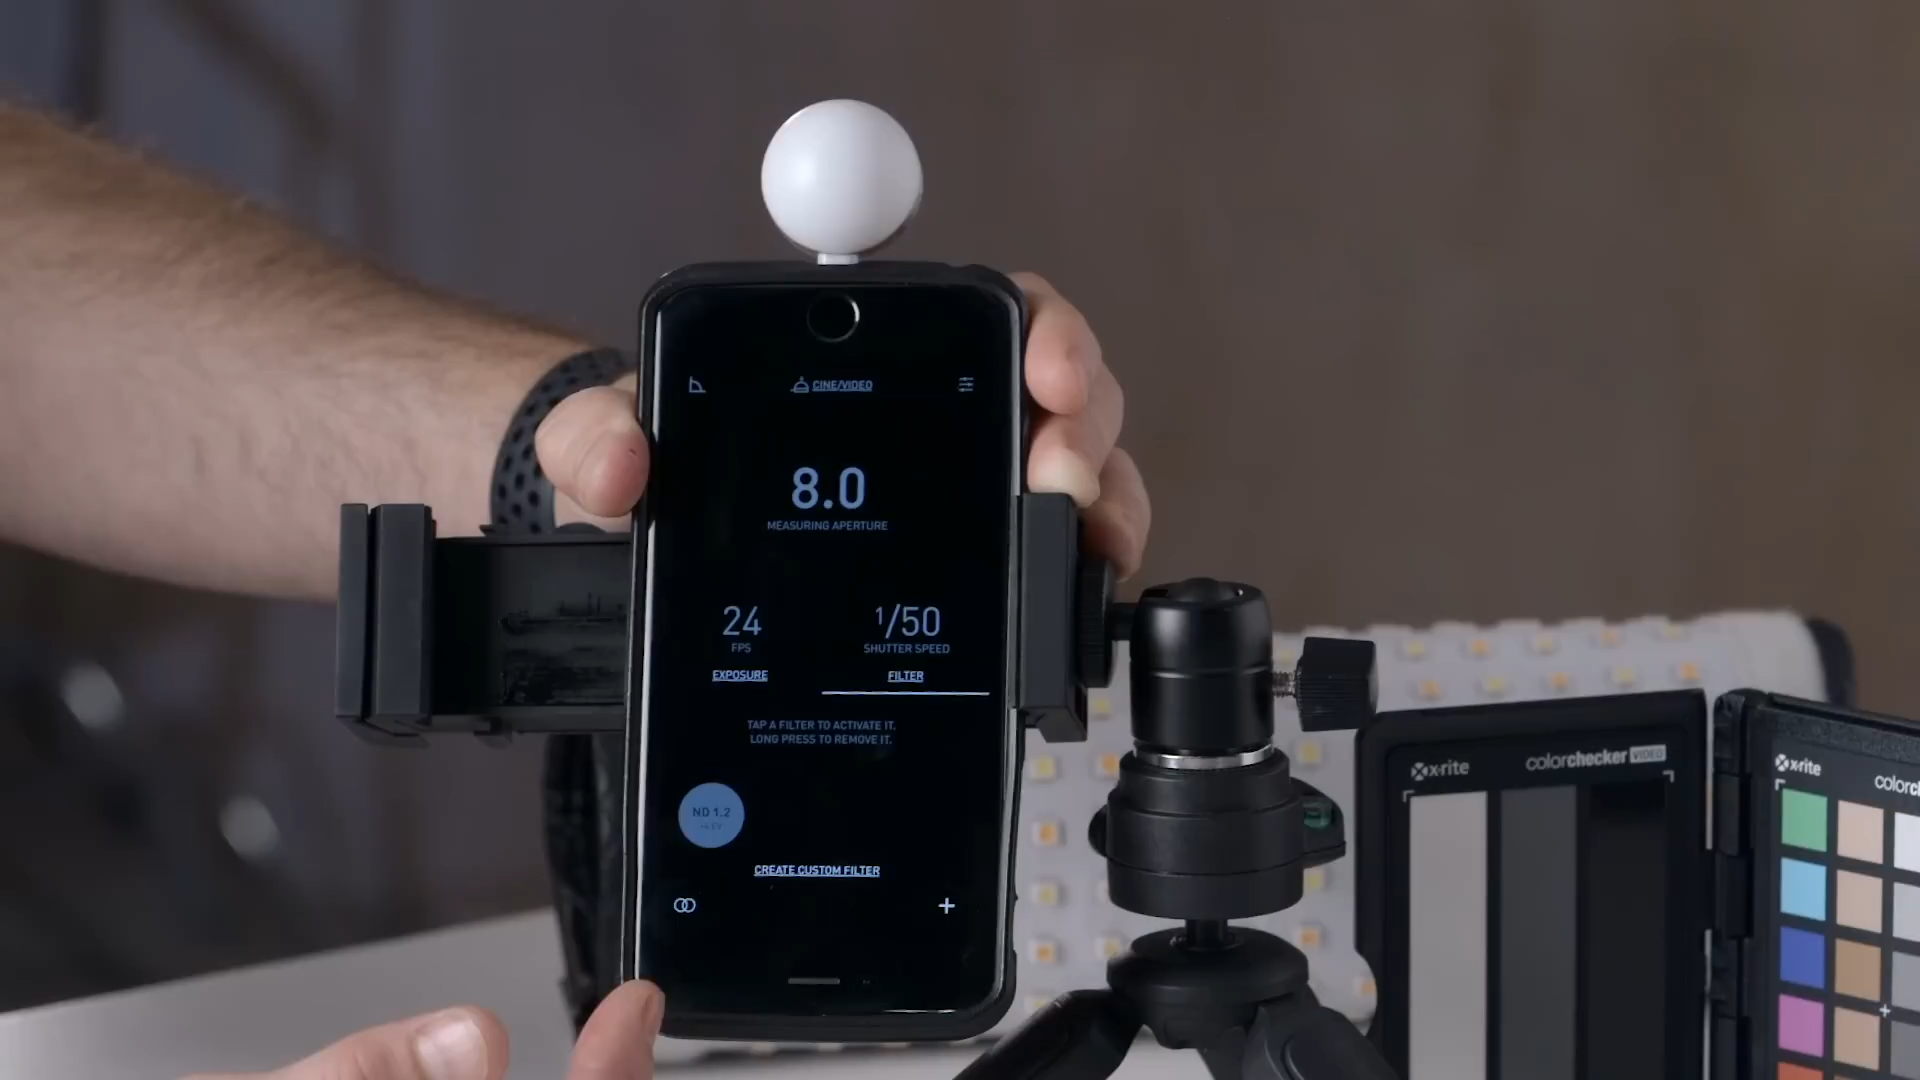 CINE/VIDEO
8.0
MEASURING APERTURE
24
FPS
1/50
SHUTTER SPEED
EXPOSURE
FILTER
TAP A FILTER TO ACTIVATE IT.
LONG PRESS TO REMOVE IT.
ND 1.2
CREATE CUSTOM FILTER
x-rite
colorchecker VIDEO
x-rite